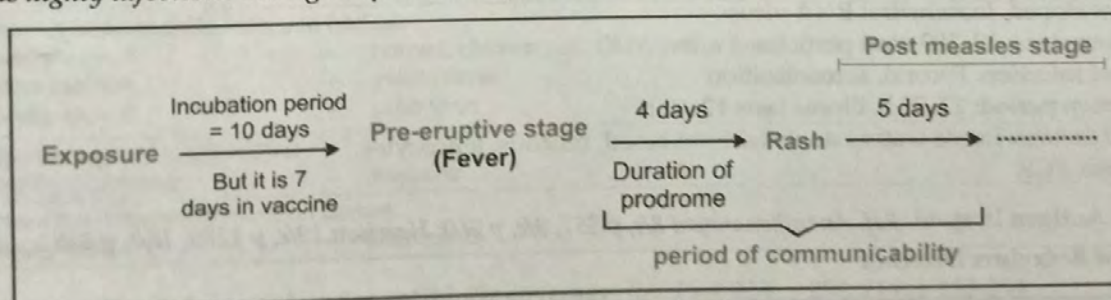 Post measles stage
Incubation period
= 10 days
4 days
5 days
Exposure
Pre-eruptive stage
(Fever)
Rash
But it is 7
days in vaccine
Duration of
prodrome
period of communicability